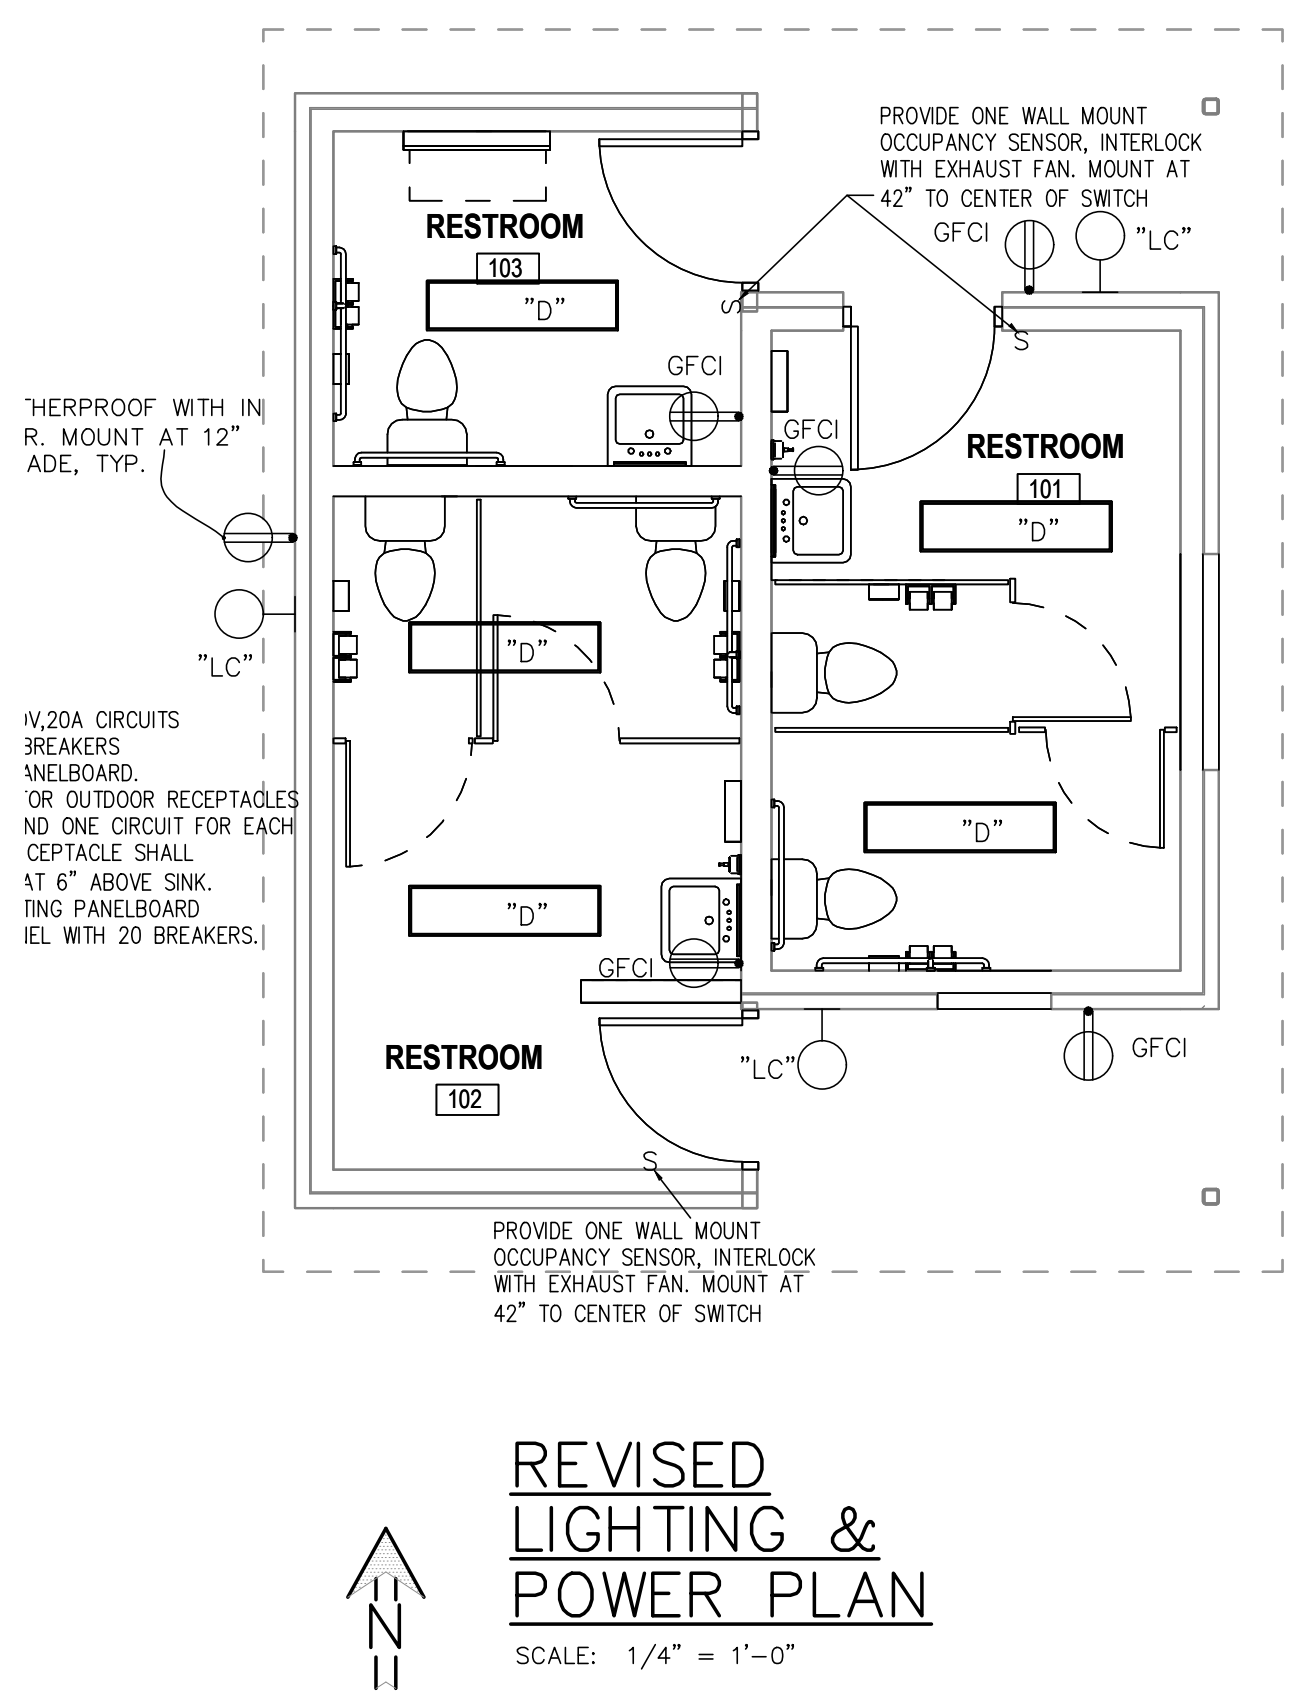 PROVIDE ONE WALL MOUNT
OCCUPANCY SENSOR, INTERLOCK
WITH EXHAUST FAN. MOUNT AT
42" TO CENTER OF SWITCH
RESTROOM
103
"D"
GFCI
"LC"
S
S
GFCI
GFCI
RESTROOM
101
"D"
THERPROOF WITH IN
R. MOUNT AT 12"
ADE, TYP.
"LC"
"D"
V,20A CIRCUITS
BREAKERS
ANELBOARD.
OR OUTDOOR RECEPTACLES
ND ONE CIRCUIT FOR EACH
CEPTACLE SHALL
AT 6" ABOVE SINK.
TING PANELBOARD
EL WITH 20 BREAKERS.
"D"
"D"
GFCI
RESTROOM
102
"LC"
GFCI
S
PROVIDE ONE WALL MOUNT
OCCUPANCY SENSOR, INTERLOCK
WITH EXHAUST FAN. MOUNT AT
42" TO CENTER OF SWITCH
REVISED
LIGHTING &
POWER PLAN
SCALE: 1/4" = 1'-0"
N